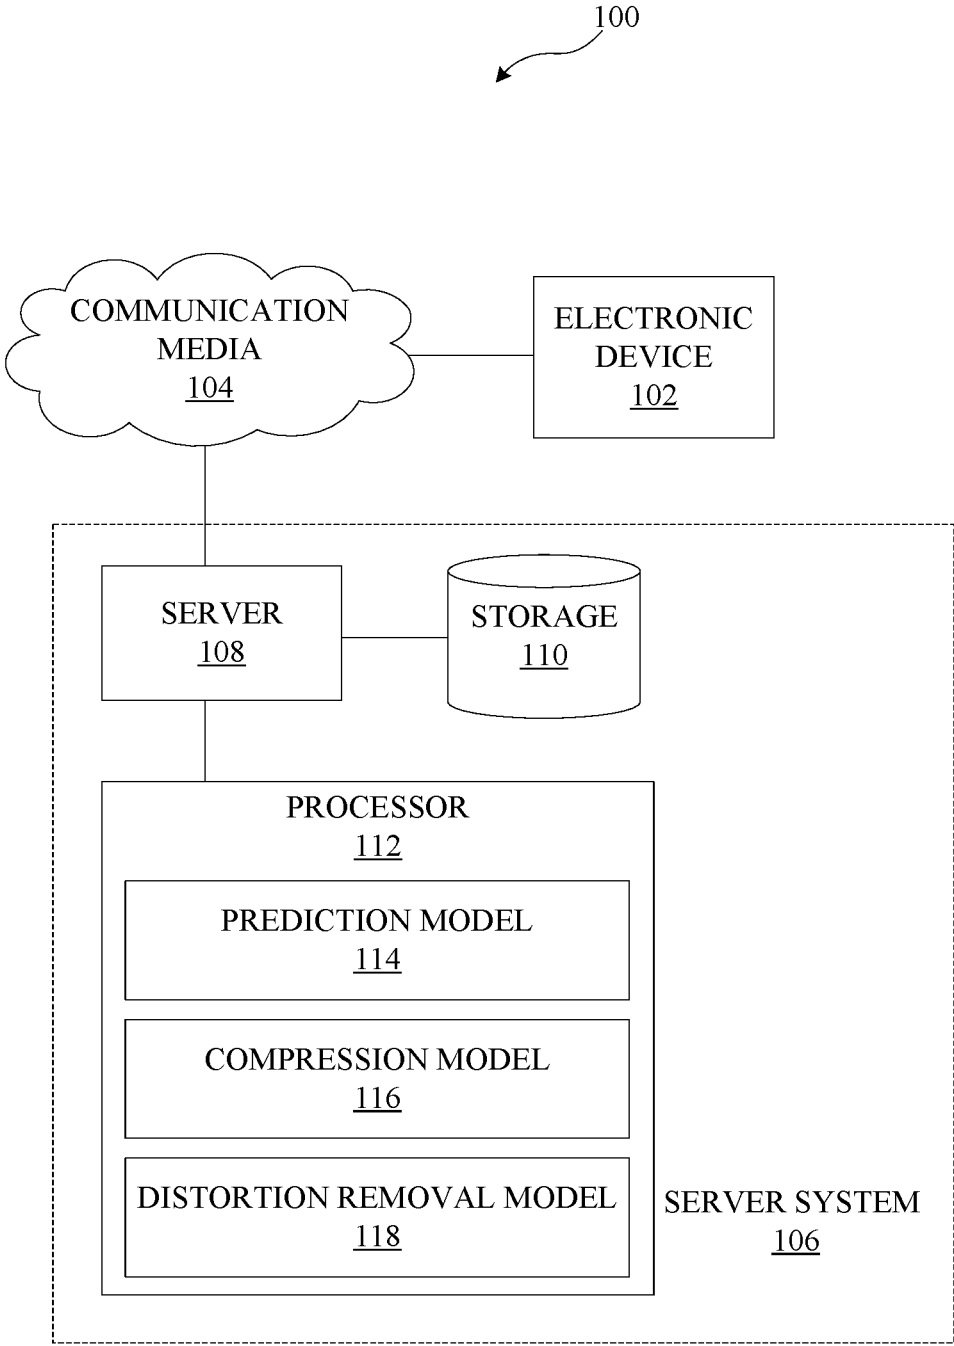 100
COMMUNICATION
MEDIA
104
ELECTRONIC
DEVICE
102
SERVER
108
STORAGE
110
PROCESSOR
112
PREDICTION MODEL
114
COMPRESSION MODEL
116
DISTORTION REMOVAL MODEL
118
SERVER SYSTEM
106